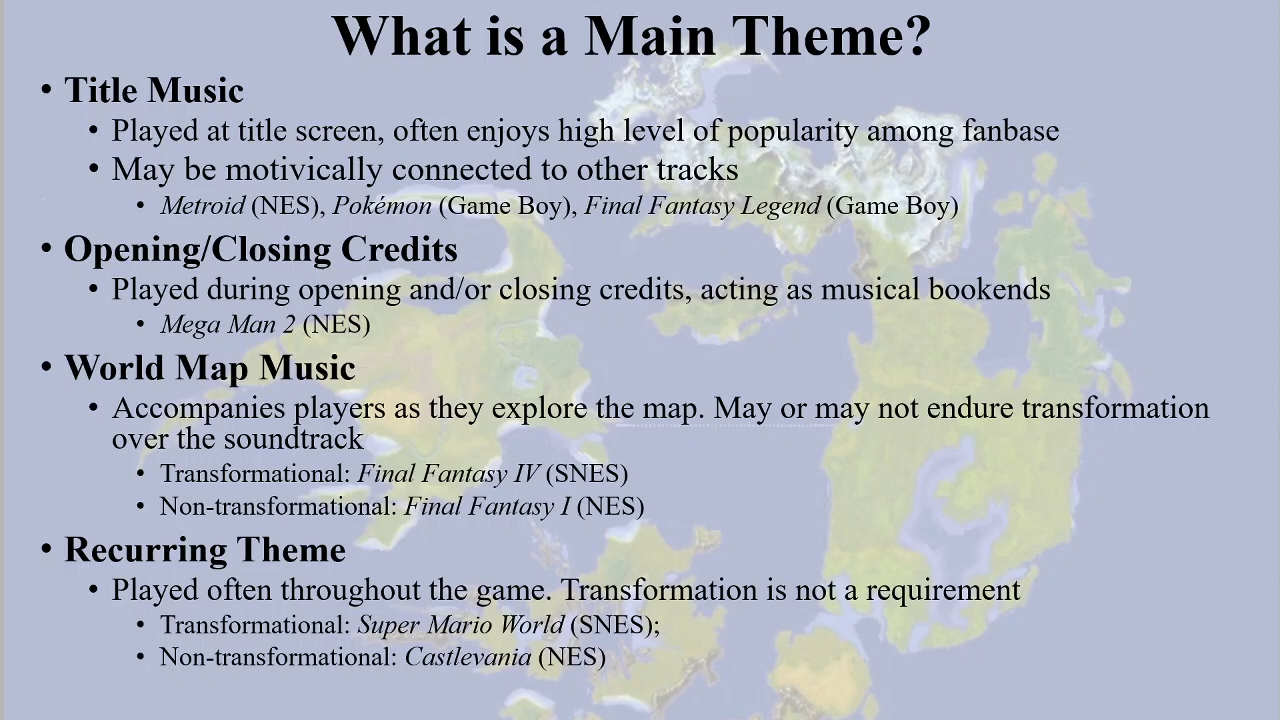 What is a Main Theme?
• Title Music
• Played at title screen, often enjoys high level of popularity among fanbase
• May be motivically connected to other tracks
• Metroid (NES), Pokémon (Game Boy), Final Fantasy Legend (Game Boy)
• Opening/Closing Credits
• Played during opening and/or closing credits, acting as musical bookends
• Mega Man 2 (NES)
• World Map Music
• Accompanies players as they explore the map. May or may not endure transformation
over the soundtrack
• Transformational: Final Fantasy IV (SNES)
• Non-transformational: Final Fantasy I (NES)
• Recurring Theme
• Played often throughout the game. Transformation is not a requirement
• Transformational: Super Mario World (SNES);
• Non-transformational: Castlevania (NES)